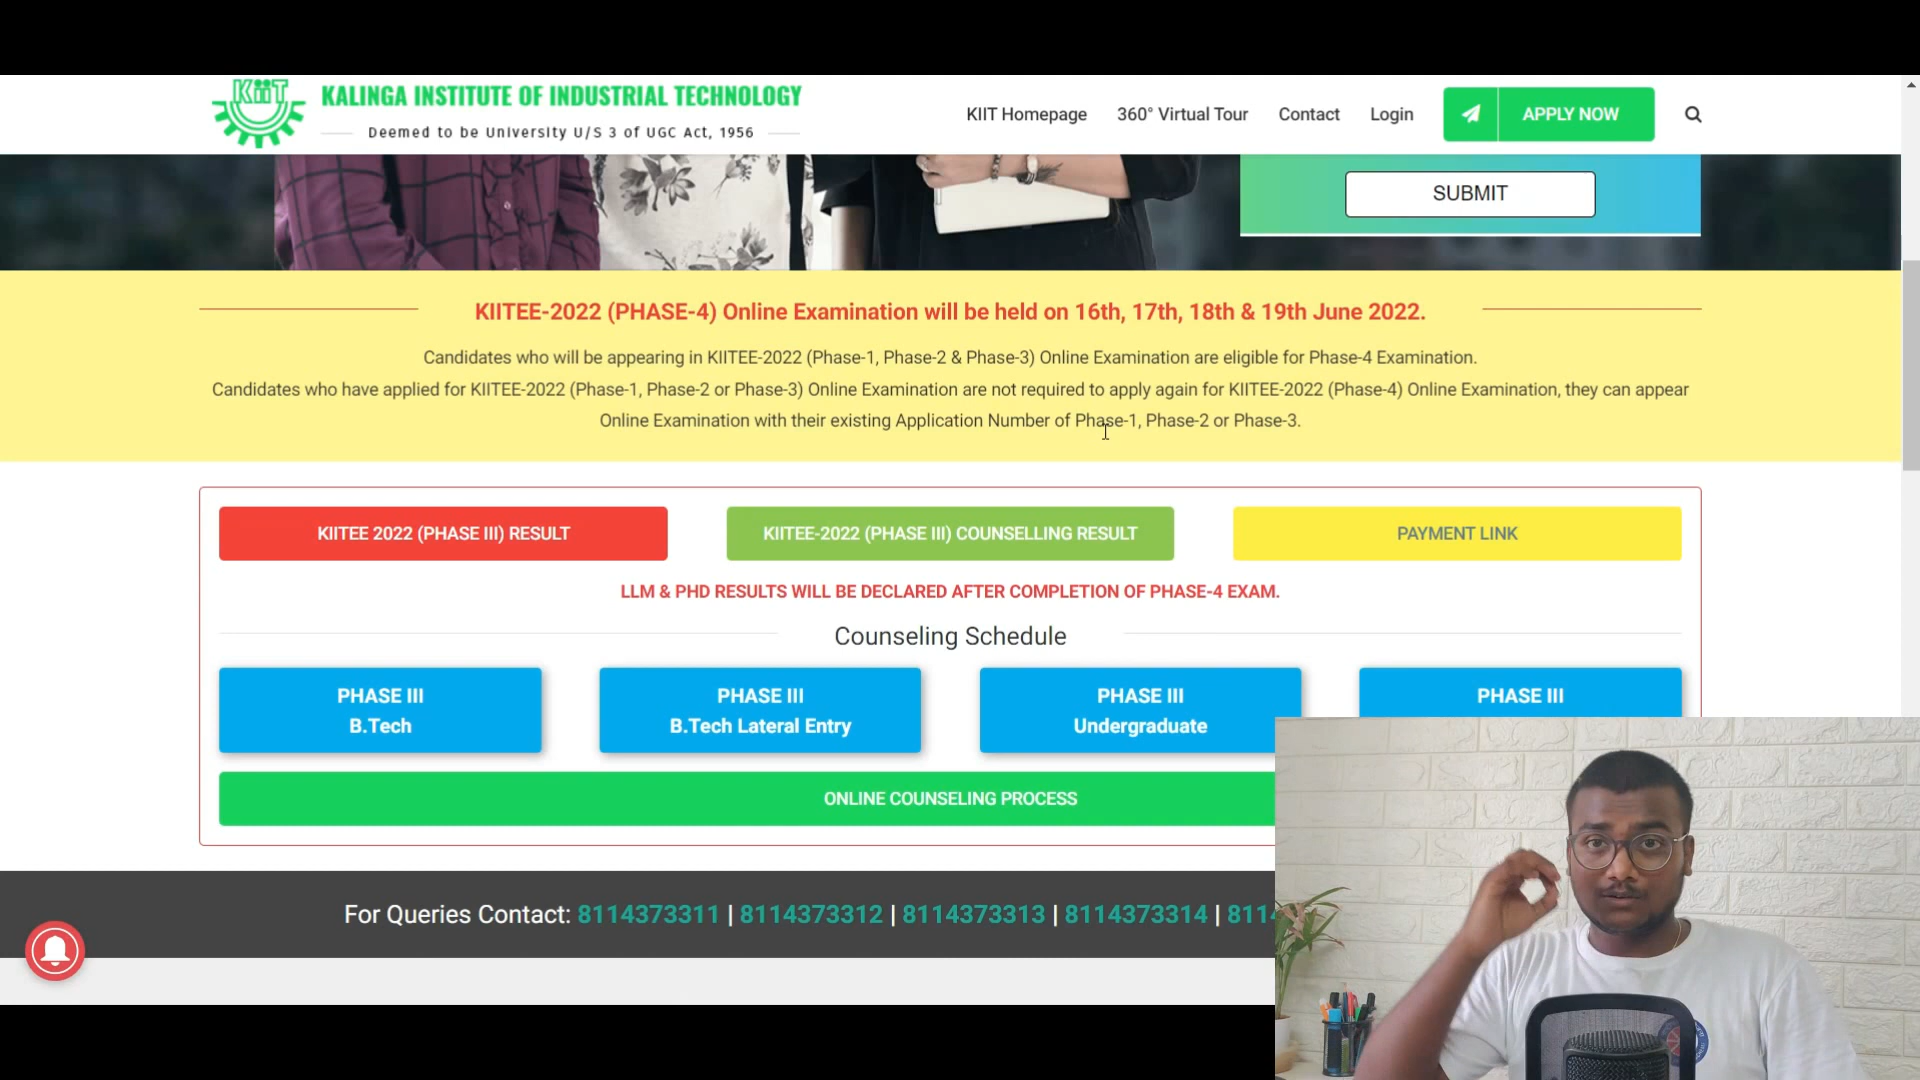 KiiT
KALINGA INSTITUTE OF INDUSTRIAL TECHNOLOGY
Deemed to be University U/S 3 of UGC Act, 1956
KIIT Homepage
360° Virtual Tour
Contact
Login
APPLY NOW
SUBMIT
KIITEE-2022 (PHASE-4) Online Examination will be held on 16th, 17th, 18th & 19th June 2022.
Candidates who will be appearing in KIITEE-2022 (Phase-1, Phase-2 & Phase-3) Online Examination are eligible for Phase-4 Examination.
Candidates who have applied for KIITEE-2022 (Phase-1, Phase-2 or Phase-3) Online Examination are not required to apply again for KIITEE-2022 (Phase-4) Online Examination, they can appear
Online Examination with their existing Application Number of Phase-1, Phase-2 or Phase-3.
KIITEE 2022 (PHASE III) RESULT
KIITEE-2022 (PHASE III) COUNSELLING RESULT
PAYMENT LINK
LLM & PHD RESULTS WILL BE DECLARED AFTER COMPLETION OF PHASE-4 EXAM.
Counseling Schedule
PHASE III
B.Tech
PHASE III
B.Tech Lateral Entry
PHASE III
Undergraduate
PHASE III
ONLINE COUNSELING PROCESS
For Queries Contact: 8114373311 | 8114373312 | 8114373313 | 8114373314 | 811